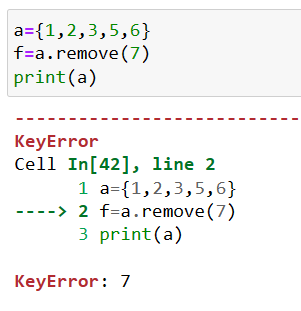 a={1,2,3,5,6}
f=a.remove(7)
print(a)
---------------------------
KeyError
Cell In[42], line 2
1 a={1,2,3,5,6}
----> 2 f=a.remove(7)
3 print(a)
KeyError: 7